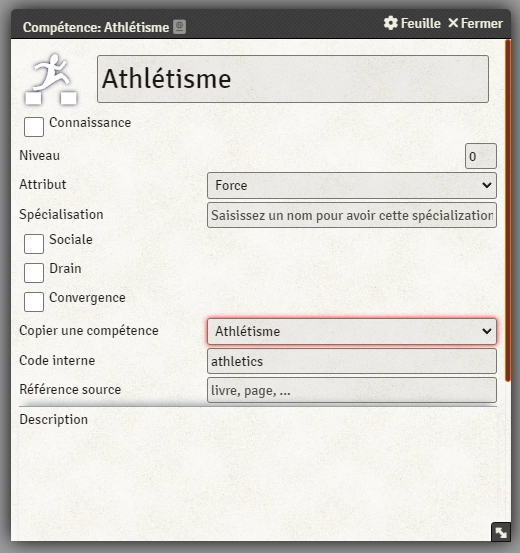 Compétence: Athlétisme
Feuille
Fermer
Athlétisme
Connaissance
Niveau 0
Attribut Force
Spécialisation Saisissez un nom pour avoir cette spécialization
Sociale
Drain
Convergence
Copier une compétence Athlétisme
Code interne athletics
Référence source livre, page, ...
Description